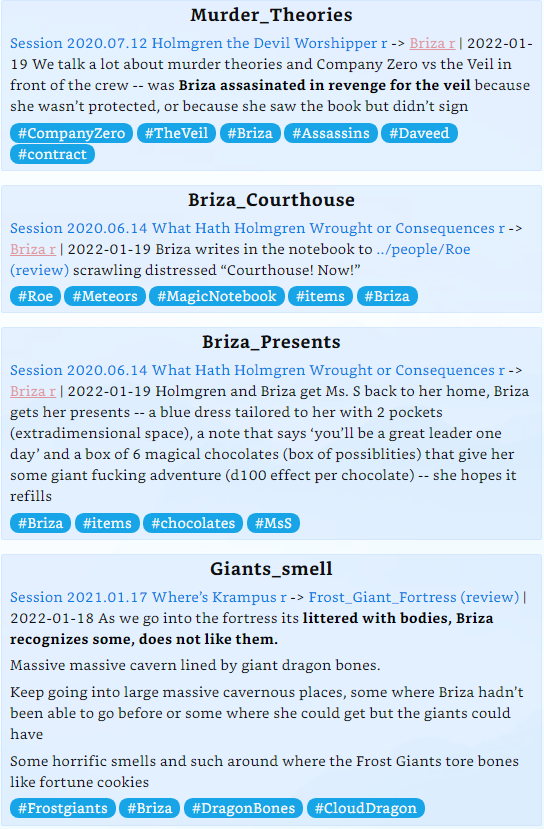 Murder_Theories
Session 2020.07.12 Holmgren the Devil Worshipper r -> Briza r | 2022-01-
19 We talk a lot about murder theories and Company Zero vs the Veil in
front of the crew -- was Briza assasinated in revenge for the veil because
she wasn't protected, or because she saw the book but didn't sign
#CompanyZero #TheVeil #Briza #Assassins #Daveed
#contract
Briza_Courthouse
Session 2020.06.14 What Hath Holmgren Wrought or Consequences r ->
Briza r | 2022-01-19 Briza writes in the notebook to ../people/Roe
(review) scrawling distressed “Courthouse! Now!”
#Roe #Meteors #MagicNotebook #items #Briza
Briza_Presents
Session 2020.06.14 What Hath Holmgren Wrought or Consequences r ->
Briza r | 2022-01-19 Holmgren and Briza get Ms. S back to her home, Briza
gets her presents -- a blue dress tailored to her with 2 pockets
(extradimensional space), a note that says ‘you’ll be a great leader one
day’ and a box of 6 magical chocolates (box of possiblities) that give her
some giant fucking adventure (d100 effect per chocolate) -- she hopes it
refills
#Briza #items #chocolates #MsS
Giants_smell
Session 2021.01.17 Where’s Krampus r -> Frost_Giant_Fortress (review) |
2022-01-18 As we go into the fortress its littered with bodies, Briza
recognizes some, does not like them.
Massive massive cavern lined by giant dragon bones.
Keep going into large massive cavernous places, some where Briza hadn’t
been able to go before or some where she could get but the giants could
have
Some horrific smells and such around where the Frost Giants tore bones
like fortune cookies
#Frostgiants #Briza #DragonBones #CloudDragon